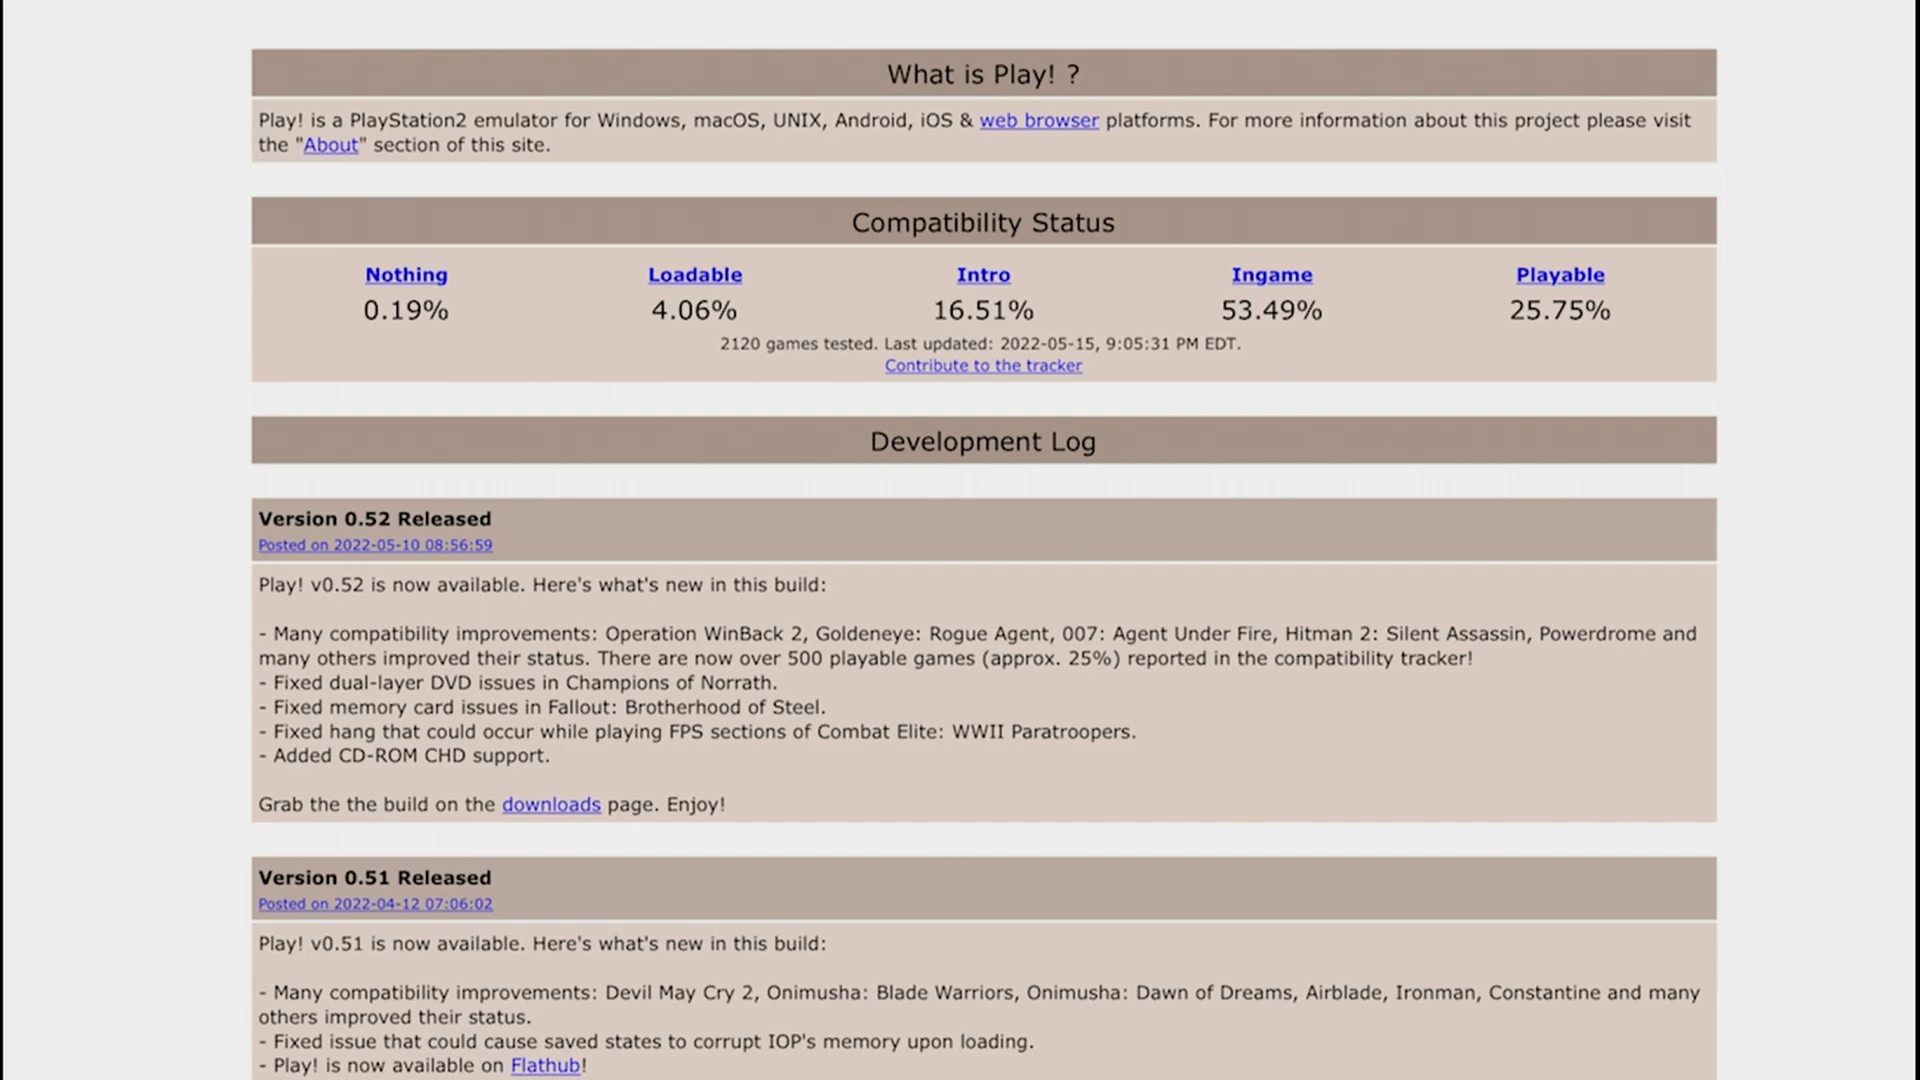 What is Play! ?
Play! is a PlayStation2 emulator for Windows, macOS, UNIX, Android, iOS & web browser platforms. For more information about this project please visit
the "About" section of this site.
Compatibility Status
Nothing Loadable Intro Ingame Playable
0.19% 4.06% 16.51% 53.49% 25.75%
2120 games tested. Last updated: 2022-05-15, 9:05:31 PM EDT.
Contribute to the tracker
Development Log
Version 0.52 Released
Posted on 2022-05-10 08:56:59
Play! v0.52 is now available. Here's what's new in this build:
- Many compatibility improvements: Operation WinBack 2, Goldeneye: Rogue Agent, 007: Agent Under Fire, Hitman 2: Silent Assassin, Powerdrome and
many others improved their status. There are now over 500 playable games (approx. 25%) reported in the compatibility tracker!
- Fixed dual-layer DVD issues in Champions of Norrath.
- Fixed memory card issues in Fallout: Brotherhood of Steel.
- Fixed hang that could occur while playing FPS sections of Combat Elite: WWII Paratroopers.
- Added CD-ROM CHD support.
Grab the the build on the downloads page. Enjoy!
Version 0.51 Released
Posted on 2022-04-12 07:06:02
Play! v0.51 is now available. Here's what's new in this build:
- Many compatibility improvements: Devil May Cry 2, Onimusha: Blade Warriors, Onimusha: Dawn of Dreams, Airblade, Ironman, Constantine and many
others improved their status.
- Fixed issue that could cause saved states to corrupt IOP's memory upon loading.
- Play! is now available on Flathub!